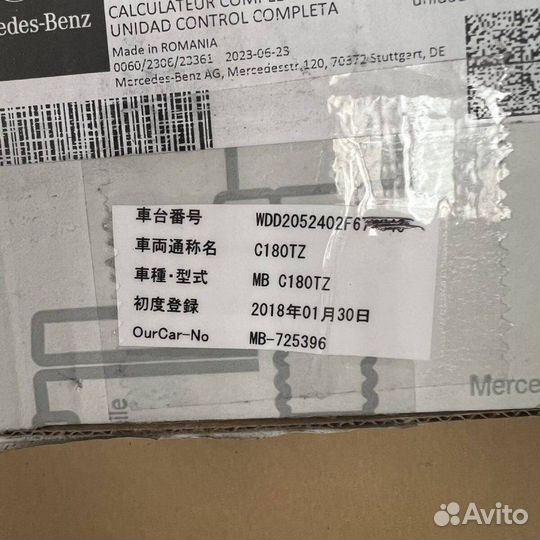 CALCULATEUR COMPLE
UNIDAD CONTROL COMPLETA
edes-Benz
Made in ROMANIA
0060/2306/23361 2023-06-23
Mercedes-Benz AG, Mercedesstr.120, 70372 Stuttgart, DE
車台番号 WDD2052402F67
車両通称名 C180TZ
車種・型式 MB C180TZ
初度登録 2018年01月30日
OurCar-No MB-725396
Merce
Avito